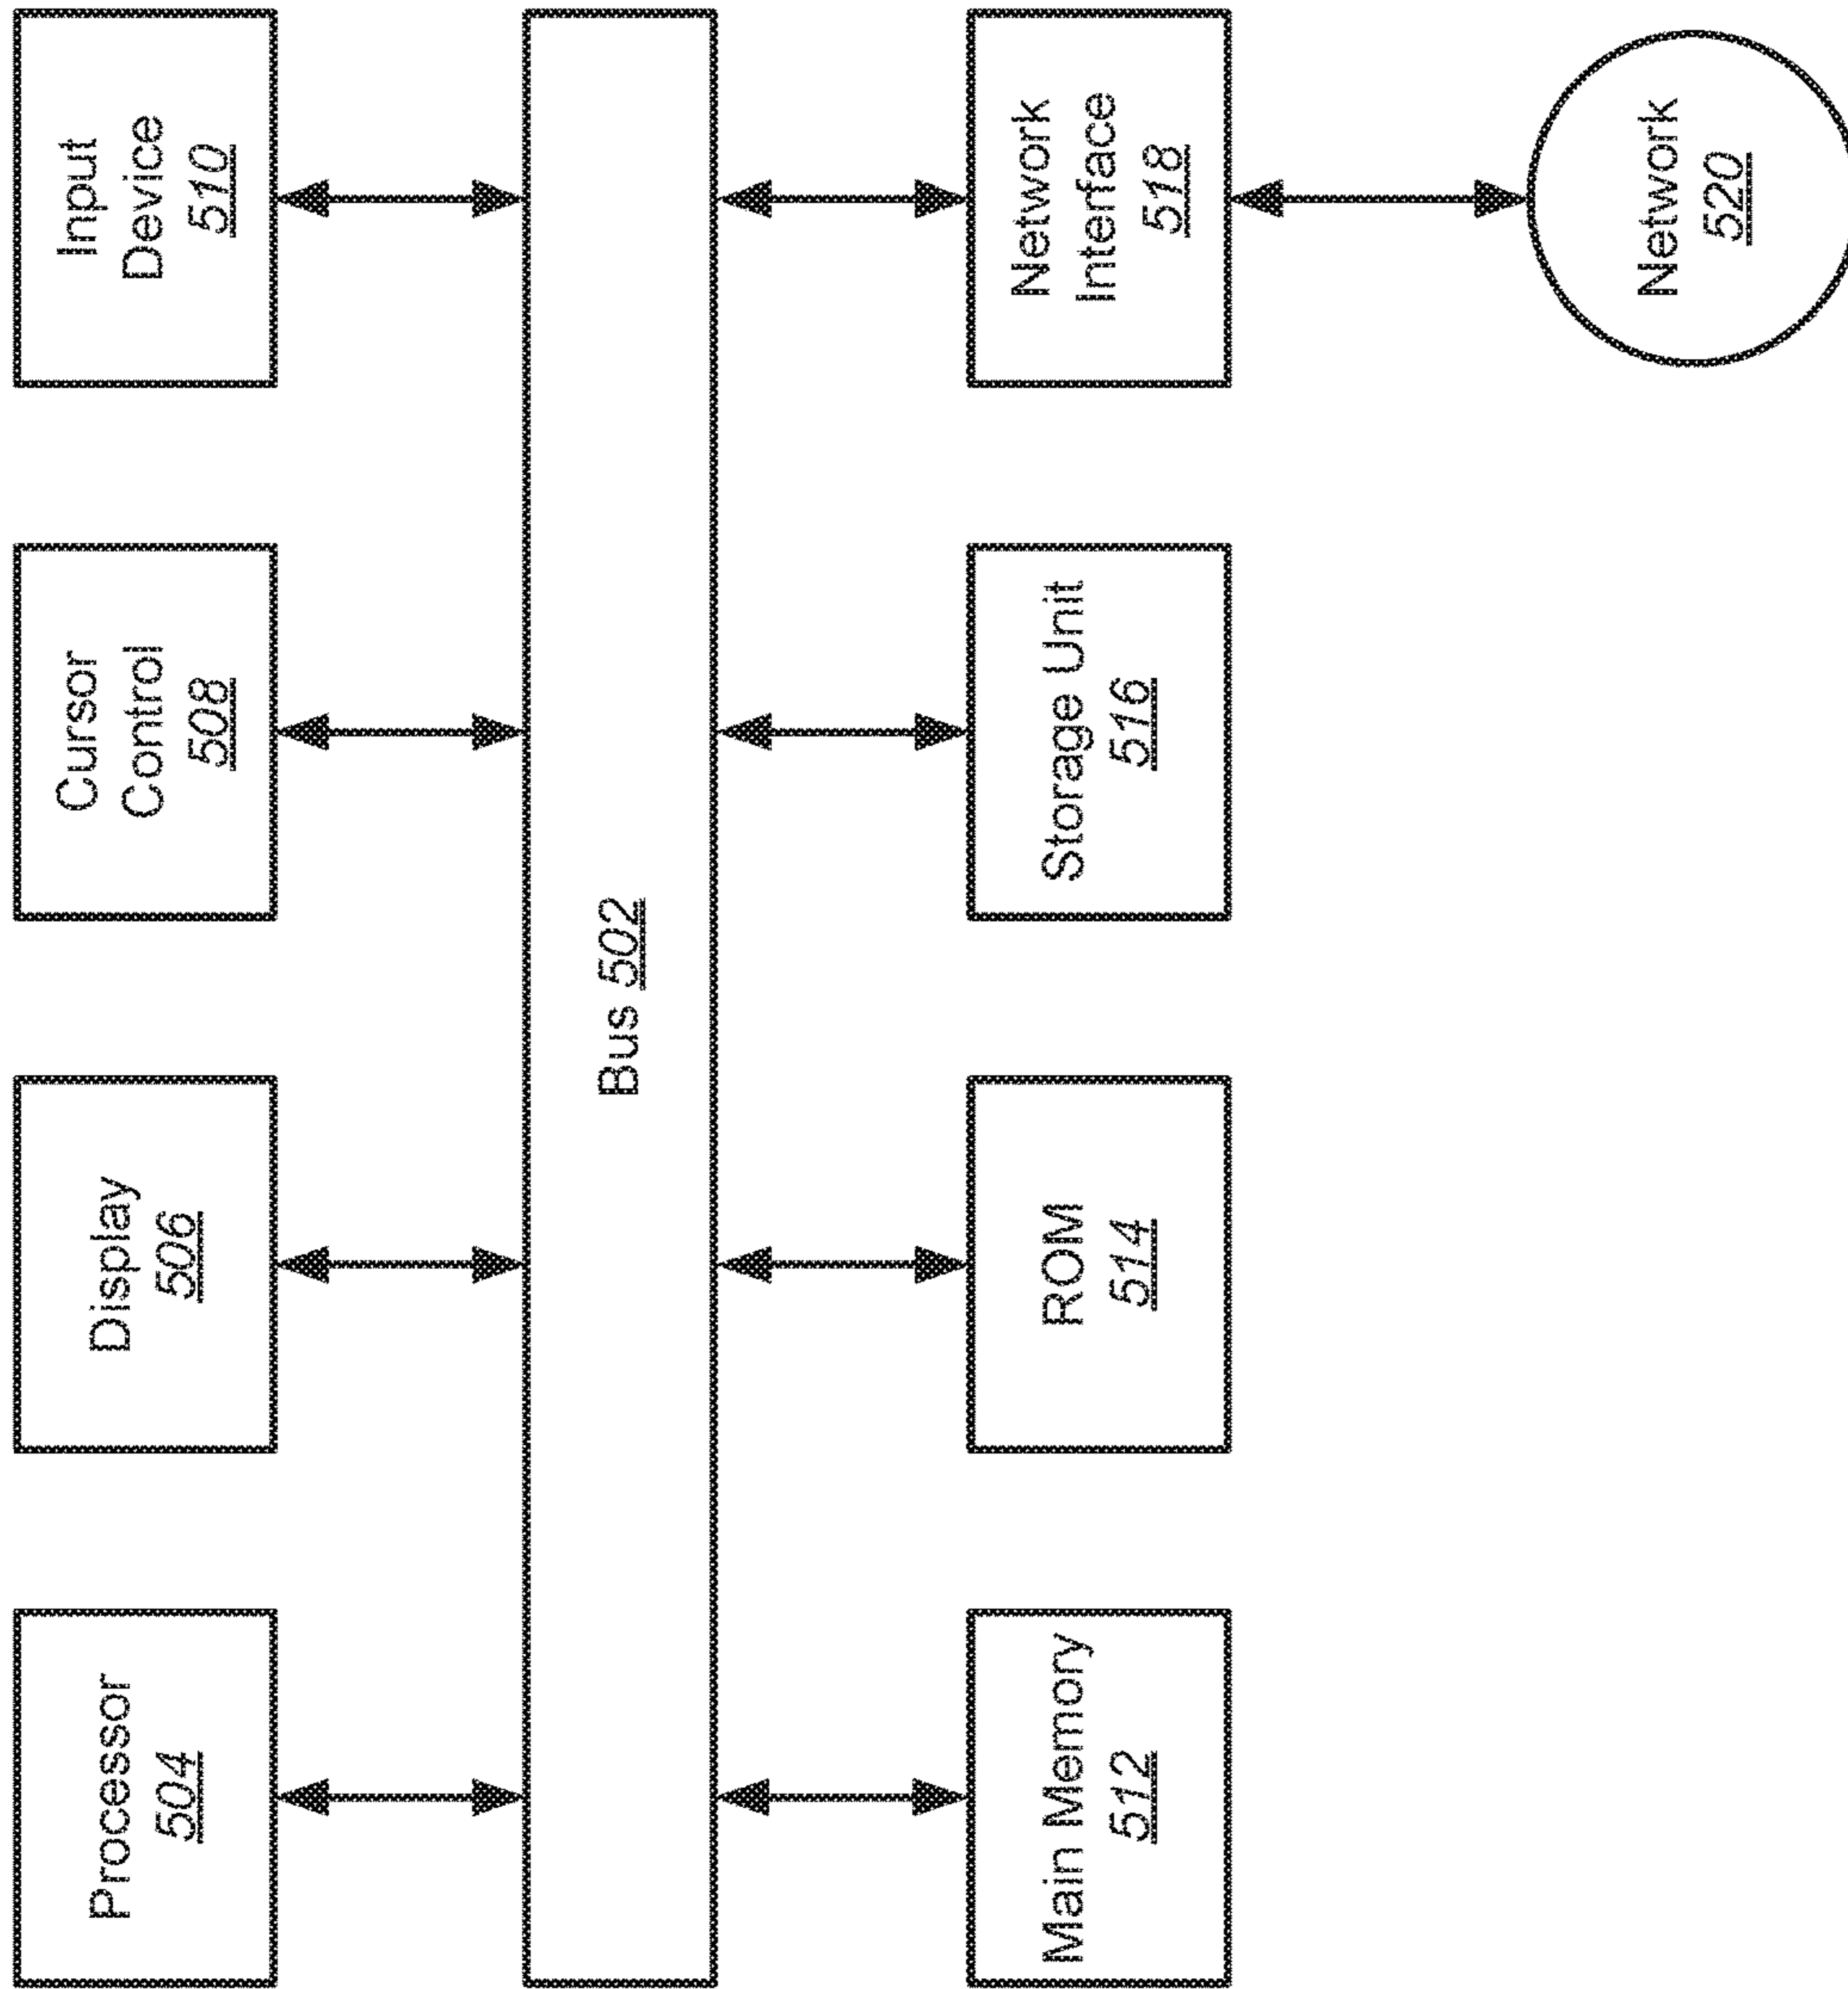 Processor
504
Display
506
Cursor
Control
508
Input
Device
510
Bus 502
Main Memory
512
ROM
514
Storage Unit
516
Network
Interface
518
Network
520